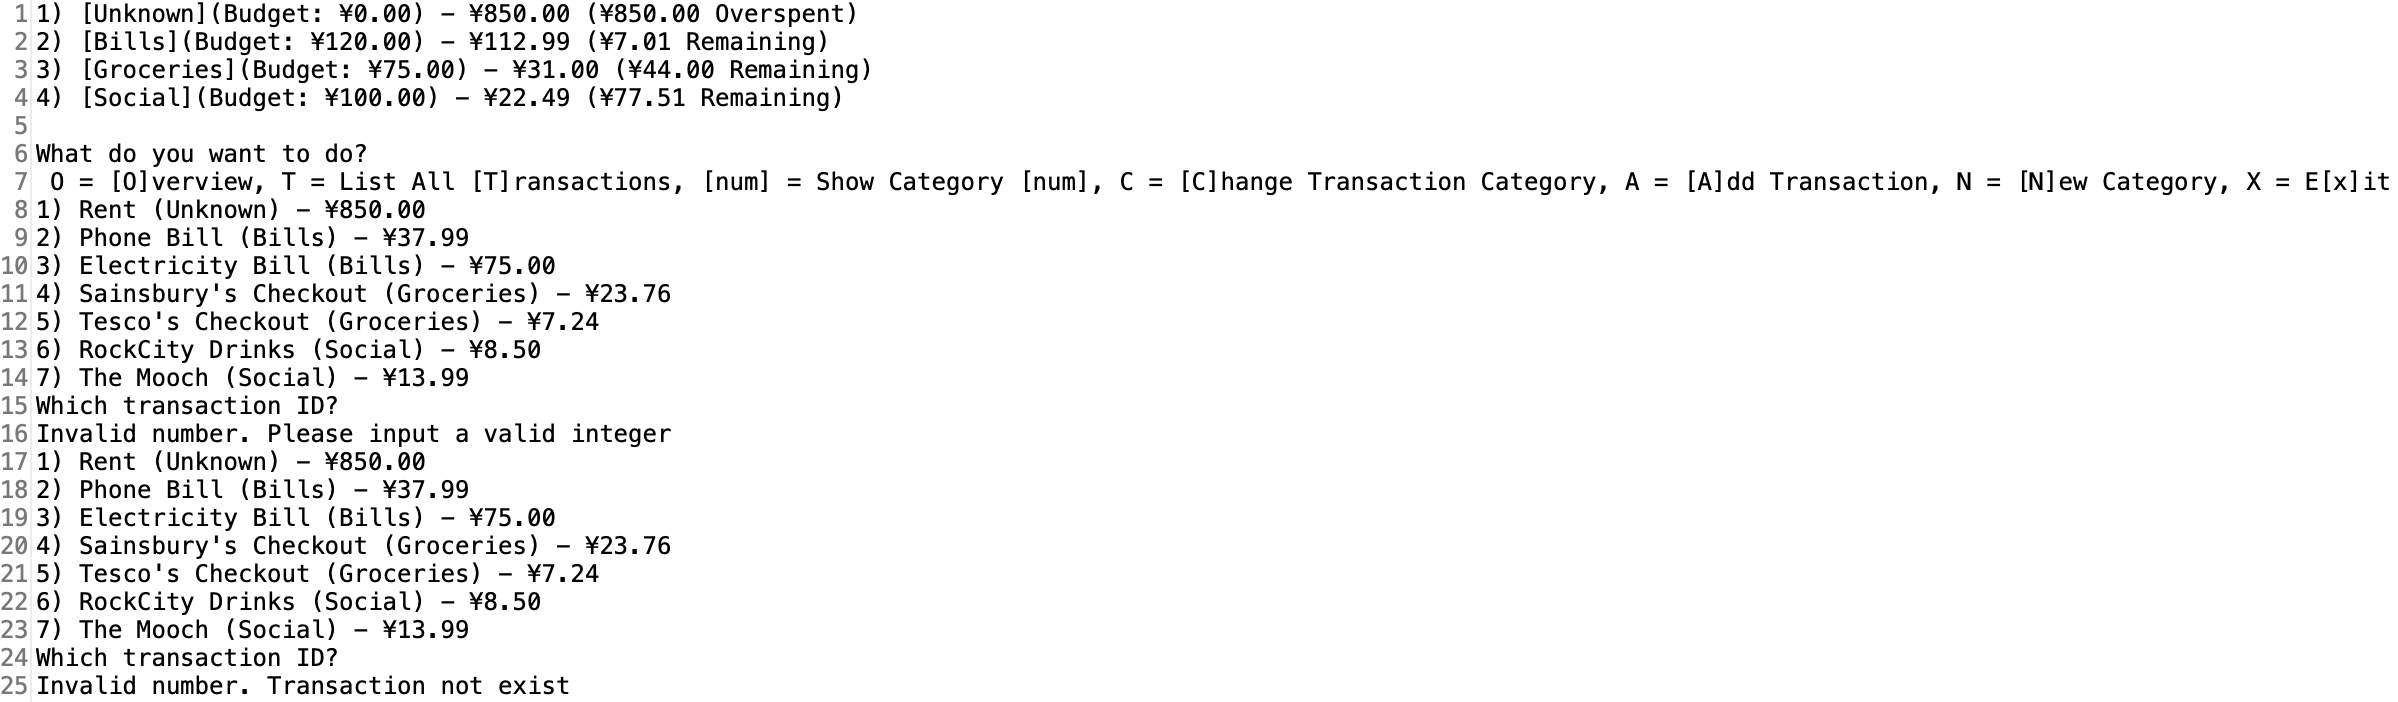 1 1) [Unknown](Budget: ¥0.00) – ¥850.00 (¥850.00 Overspent)
2 2) [Bills](Budget: ¥120.00) – ¥112.99 (¥7.01 Remaining)
3 3) [Groceries](Budget: ¥75.00) – ¥31.00 (¥44.00 Remaining)
4 4) [Social](Budget: ¥100.00) – ¥22.49 (¥77.51 Remaining)
5
6 What do you want to do?
7  O = [O]verview, T = List All [T]ransactions, [num] = Show Category [num], C = [C]hange Transaction Category, A = [A]dd Transaction, N = [N]ew Category, X = E[x]it
8 1) Rent (Unknown) – ¥850.00
9 2) Phone Bill (Bills) – ¥37.99
10 3) Electricity Bill (Bills) – ¥75.00
11 4) Sainsbury's Checkout (Groceries) – ¥23.76
12 5) Tesco's Checkout (Groceries) – ¥7.24
13 6) RockCity Drinks (Social) – ¥8.50
14 7) The Mooch (Social) – ¥13.99
15 Which transaction ID?
16 Invalid number. Please input a valid integer
17 1) Rent (Unknown) – ¥850.00
18 2) Phone Bill (Bills) – ¥37.99
19 3) Electricity Bill (Bills) – ¥75.00
20 4) Sainsbury's Checkout (Groceries) – ¥23.76
21 5) Tesco's Checkout (Groceries) – ¥7.24
22 6) RockCity Drinks (Social) – ¥8.50
23 7) The Mooch (Social) – ¥13.99
24 Which transaction ID?
25 Invalid number. Transaction not exist